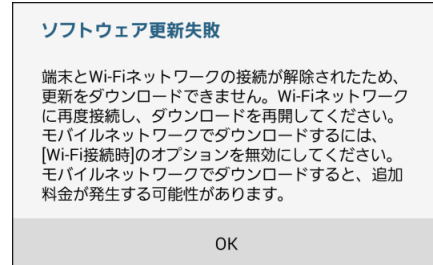 ソフトウェア更新失敗
端末とWi-Fiネットワークの接続が解除されたため、
更新をダウンロードできません。Wi-Fiネットワーク
に再度接続し、ダウンロードを再開してください。
モバイルネットワークでダウンロードするには、
[Wi-Fi接続時]のオプションを無効にしてください。
モバイルネットワークでダウンロードすると、追加
料金が発生する可能性があります。
OK